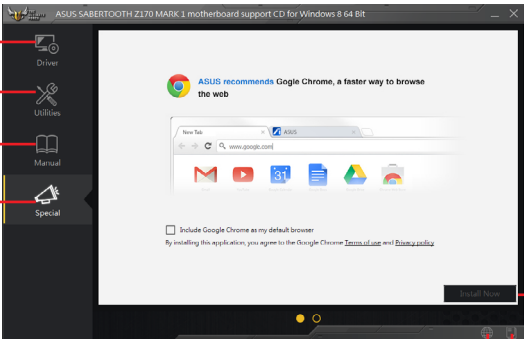 ASUS SABERTOOTH Z170 MARK 1 motherboard support CD for Windows 8 64 Bit
Driver
Utilities
Manual
Special
ASUS recommends Gogle Chrome, a faster way to browse
the web
New Tab
ASUS
www.google.com
31
Include Google Chrome as my default browser
By installing this application, you agree to the Google Chrome Terms of use and Privacy policy
Install Now